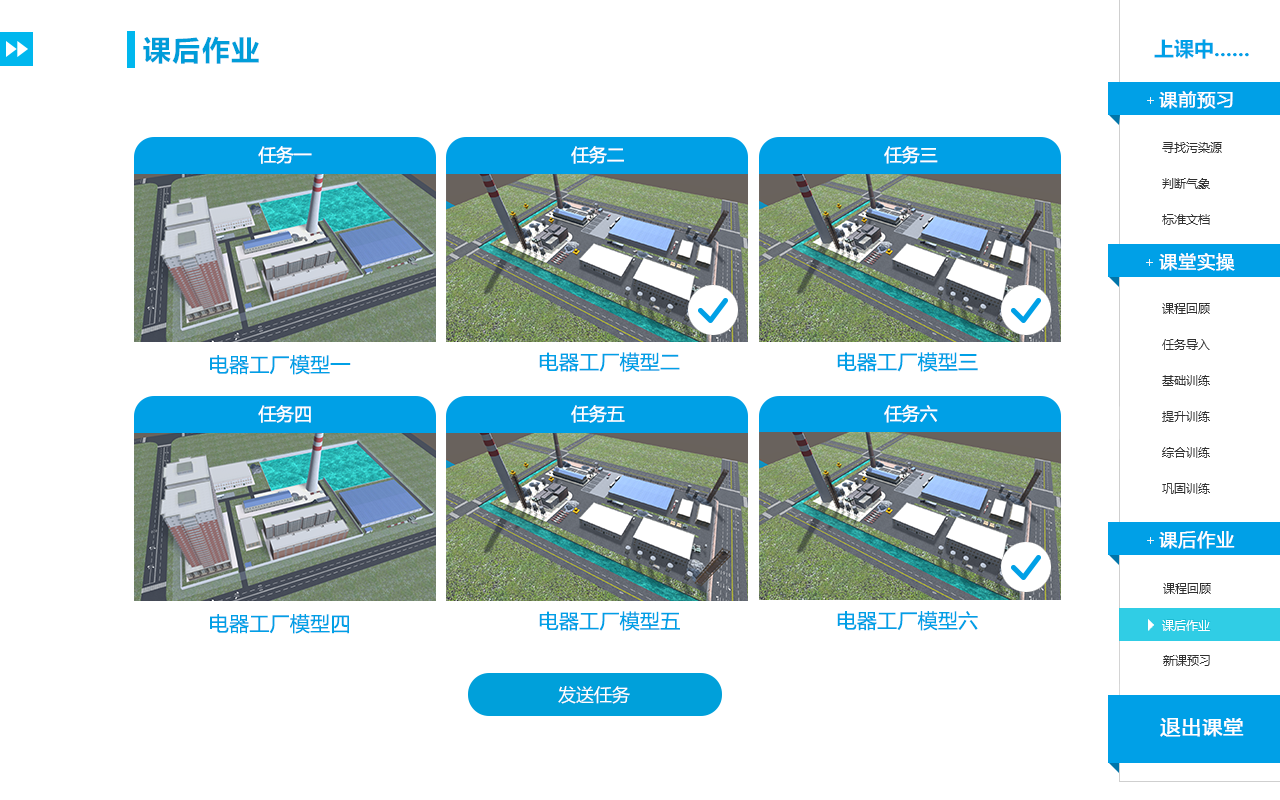 课后作业
任务一
任务二
任务三
电器工厂模型一
电器工厂模型二
电器工厂模型三
任务四
任务五
任务六
电器工厂模型四
电器工厂模型五
电器工厂模型六
发送任务
上课中......
+ 课前预习
寻找污染源
判断气象
标准文档
+ 课堂实操
课程回顾
任务导入
基础训练
提升训练
综合训练
巩固训练
+ 课后作业
课程回顾
课后作业
新课预习
退出课堂